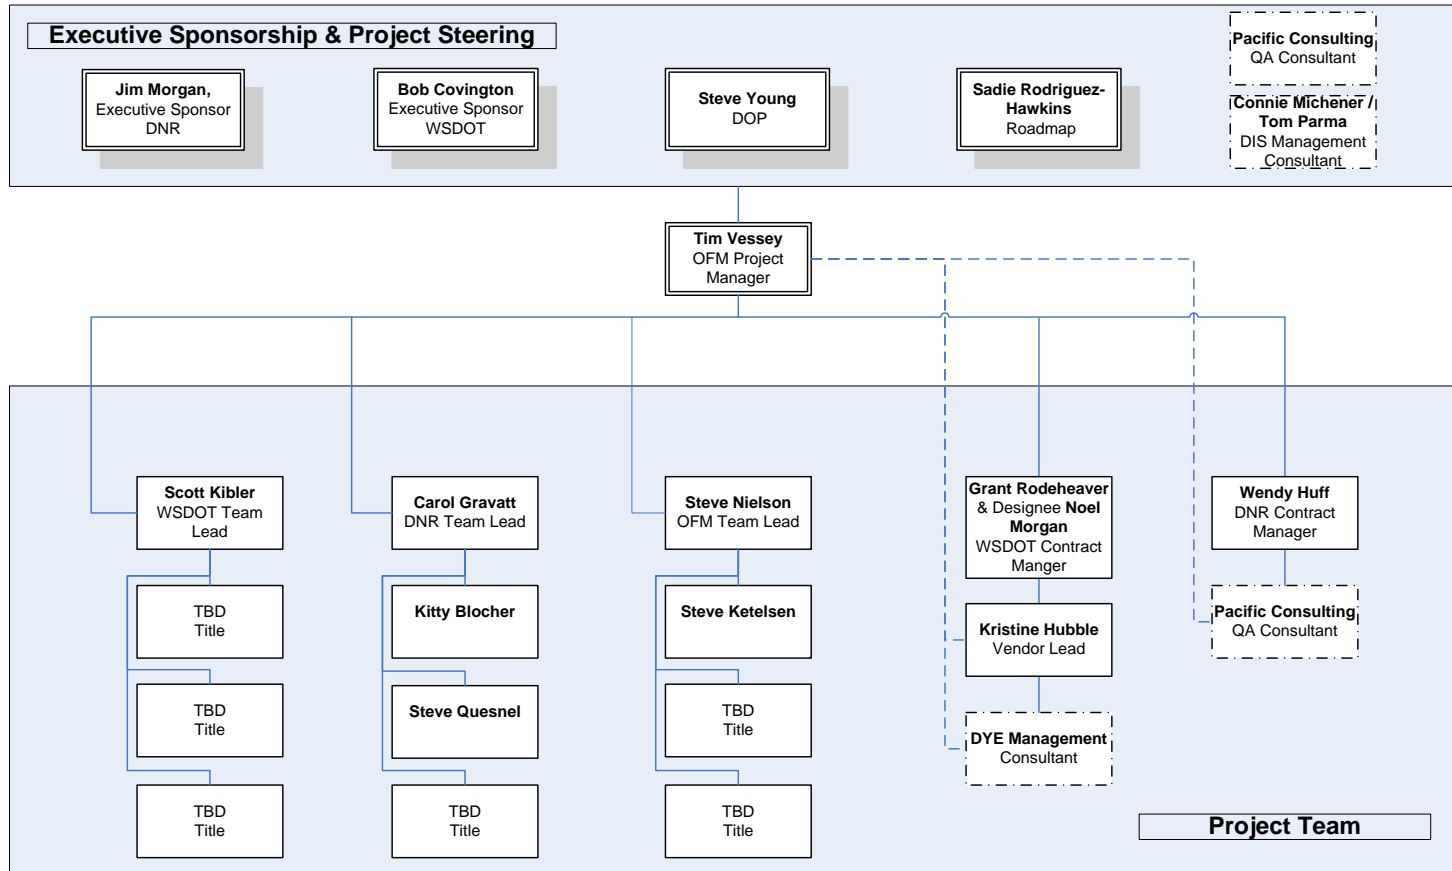 Executive Sponsorship & Project Steering
Jim Morgan,
Executive Sponsor
DNR
Bob Covington
Executive Sponsor
WSDOT
Steve Young
DOP
Sadie Rodriguez-
Hawkins
Roadmap
Pacific Consulting
QA Consultant
Connie Michener /
Tom Parma
DIS Management
Consultant
Tim Vessey
OFM Project
Manager
Scott Kibler
WSDOT Team
Lead
TBD
Title
TBD
Title
TBD
Title
Carol Gravatt
DNR Team Lead
Kitty Blocher
Steve Quesnel
TBD
Title
Steve Nielson
OFM Team Lead
Steve Ketelsen
TBD
Title
TBD
Title
Grant Rodeheaver
& Designee Noel
Morgan
WSDOT Contract
Manger
Kristine Hubble
Vendor Lead
DYE Management
Consultant
Wendy Huff
DNR Contract
Manager
Pacific Consulting
QA Consultant
Project Team